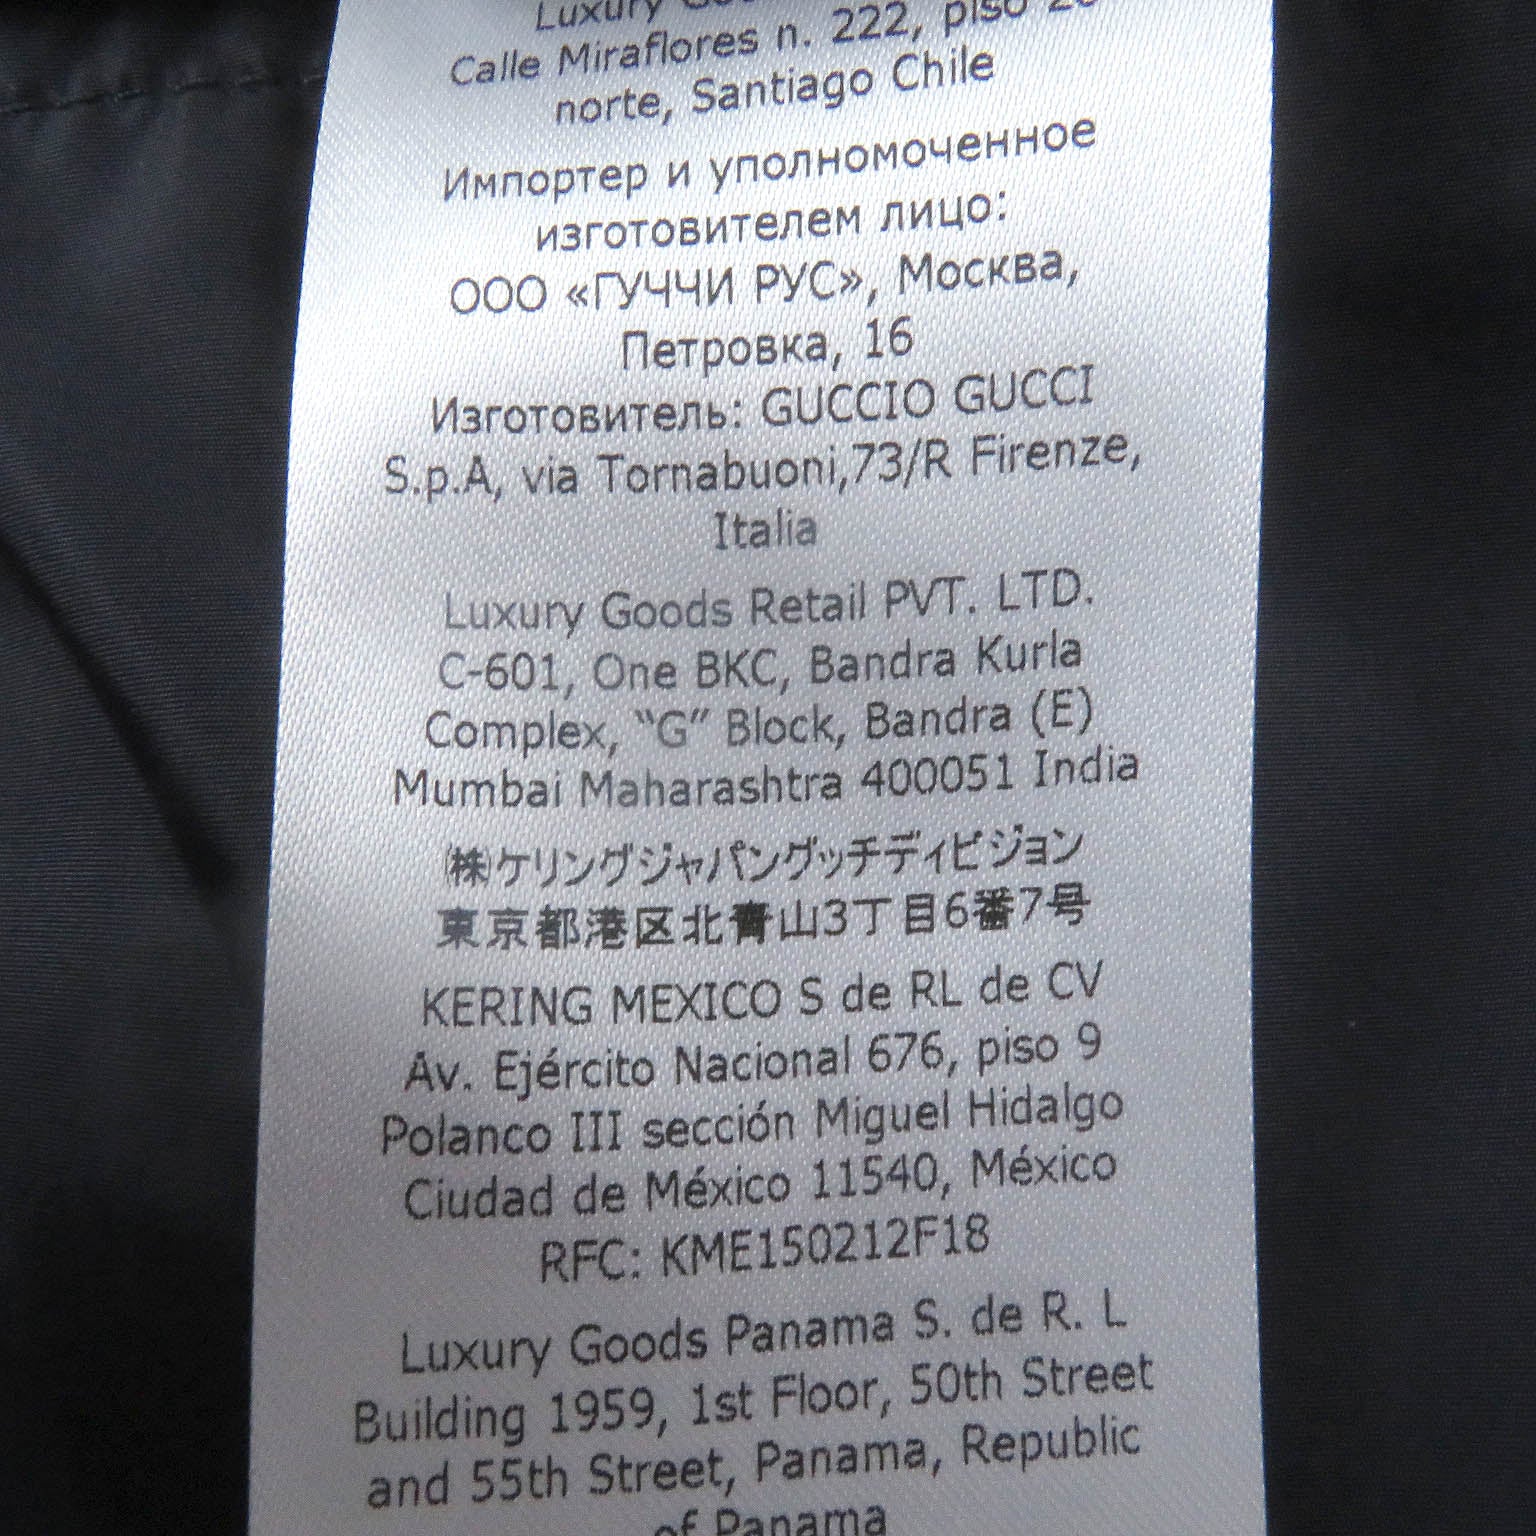 Luxury
Calle Miraflores n. 222, piso
norte, Santiago Chile
Импортер и уполномоченное
изготовителем лицо:
ООО «ГУЧЧИ РУС», Москва,
Петровка, 16
Изготовитель: GUCCIO GUCCI
S.p.A, via Tornabuoni,73/R Firenze,
Italia
Luxury Goods Retail PVT. LTD.
C-601, One BKC, Bandra Kurla
Complex, “G” Block, Bandra (E)
Mumbai Maharashtra 400051 India
㈱ケリングジャパングッチディビジョン
東京都港区北青山3丁目6番7号
KERING MEXICO S de RL de CV
Av. Ejército Nacional 676, piso 9
Polanco III sección Miguel Hidalgo
Ciudad de México 11540, México
RFC: KME150212F18
Luxury Goods Panama S. de R. L
Building 1959, 1st Floor, 50th Street
and 55th Street, Panama, Republic
of Panama